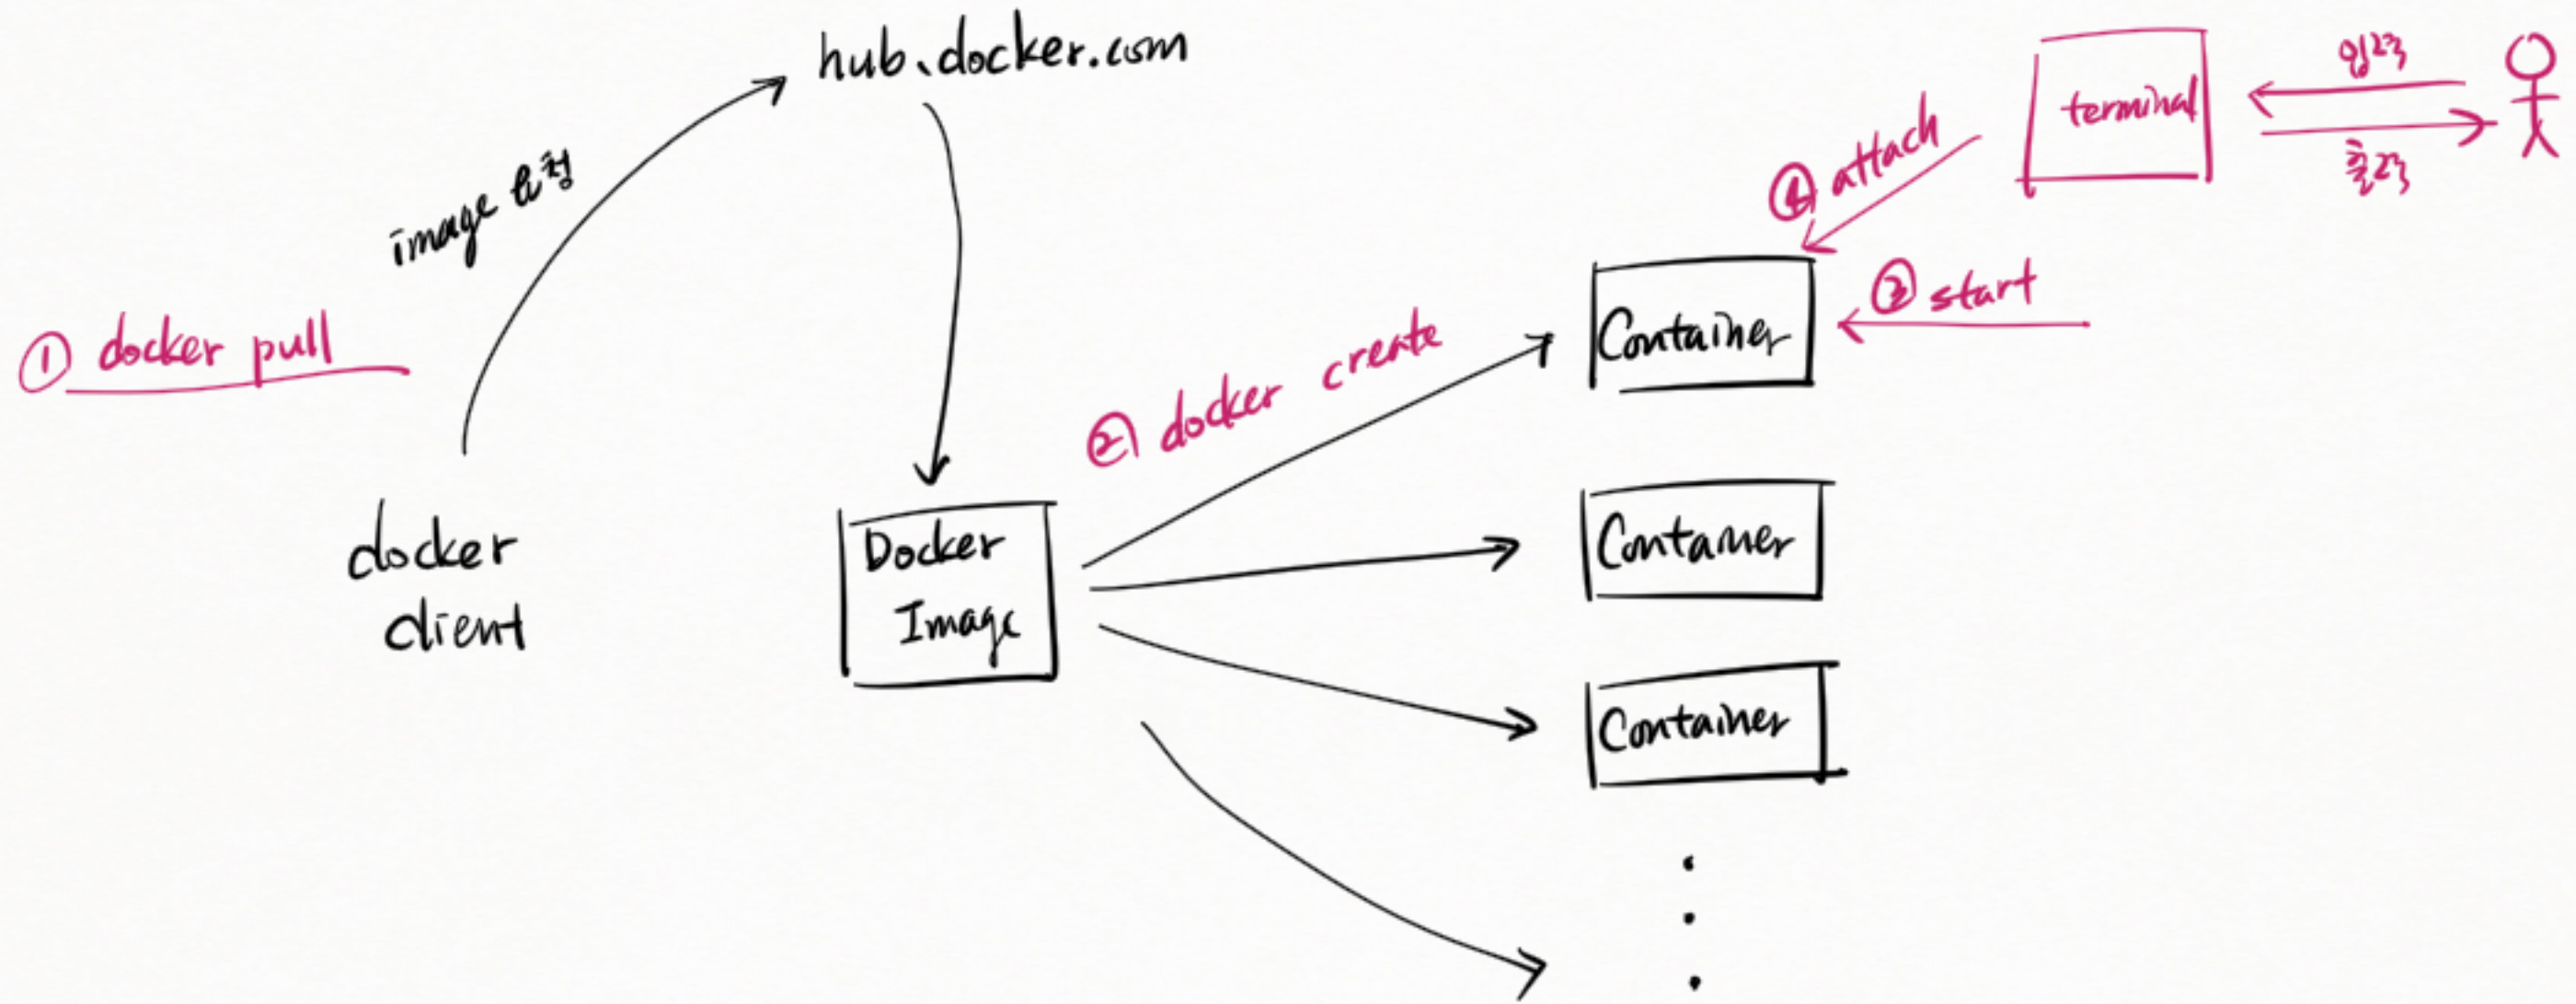 hub.docker.com
입력
terminal
출력
④ attach
image 요청
③ start
① docker pull
Container
② docker create
docker
client
Docker
Image
Container
Container